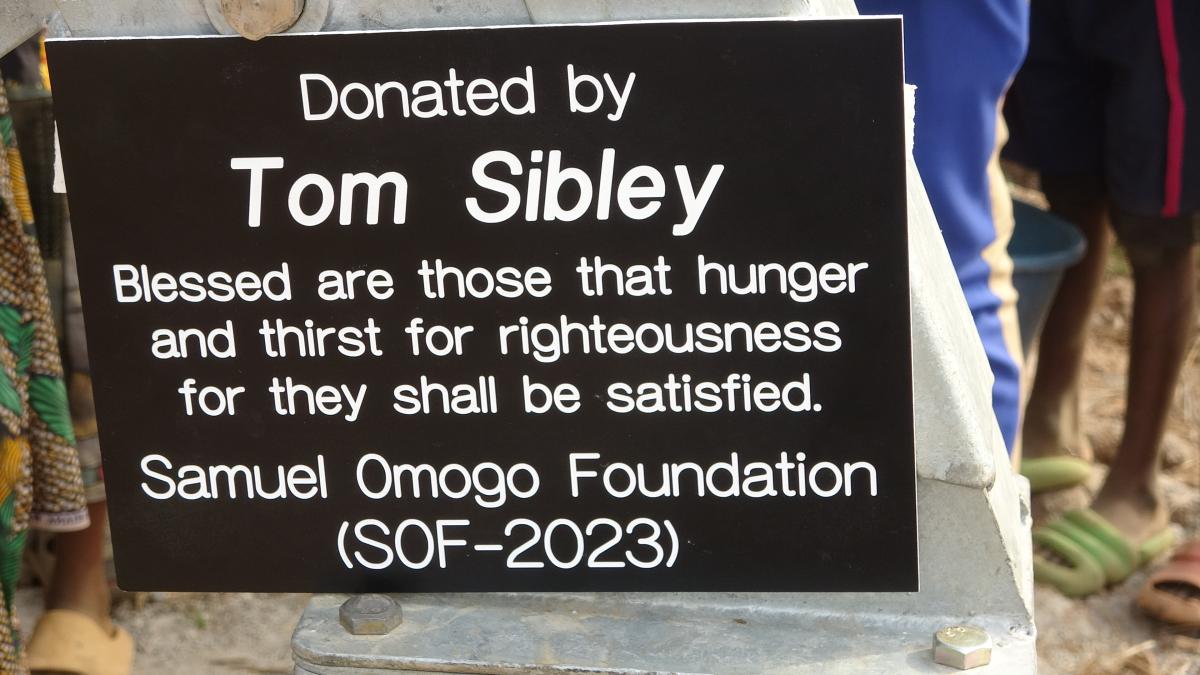 Donated by
Tom Sibley
Blessed are those that hunger
and thirst for righteousness
for they shall be satisfied.
Samuel Omogo Foundation
(SOF-2023)